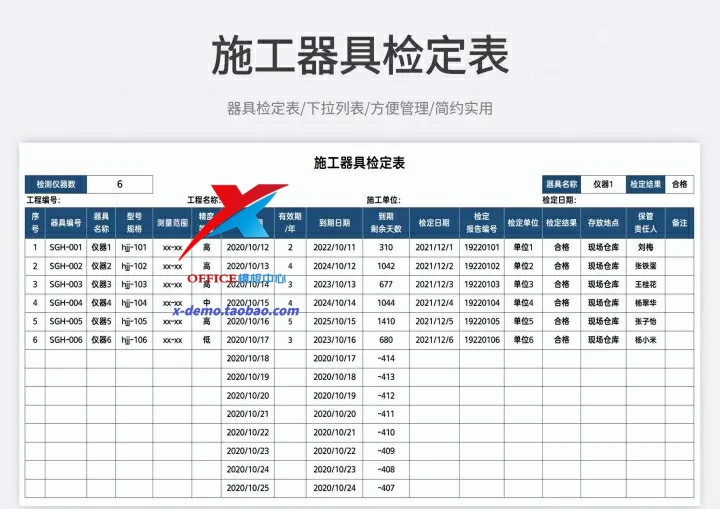 施工器具检定表
器具检定表/下拉列表/方便管理/简约实用
施工器具检定表
检测仪器数 6 器具名称 仪器1 检定结果 合格
工程编号: 工程名称: 施工单位: 检定日期:
序号 器具编号 器具名称 型号规格 测量范围 精度 日期 有效期/年 到期日期 到期剩余天数 检定日期 检定报告编号 检定单位 检定结果 存放地点 保管责任人 备注
1 SGH-001 仪器1 hjj-101 xx-xx 高 2020/10/12 2 2022/10/11 310 2021/12/1 19220101 单位1 合格 现场仓库 刘梅
2 SGH-002 仪器2 hjj-102 xx-xx 高 2020/10/13 4 2024/10/12 1042 2021/12/2 19220102 单位2 合格 现场仓库 张铁蛋
3 SGH-003 仪器3 hjj-103 xx-xx 高 2020/10/14 3 2023/10/13 677 2021/12/3 19220103 单位3 合格 现场仓库 王桂花
OFFICE模板中心
4 SGH-004 仪器4 hjj-104 xx-xx 中 2020/10/15 4 2024/10/14 1044 2021/12/4 19220104 单位4 合格 现场仓库 杨翠华
x-demo.taobao.com
5 SGH-005 仪器5 hjj-105 xx-xx 高 2020/10/16 5 2025/10/15 1410 2021/12/5 19220105 单位5 合格 现场仓库 张子怡
6 SGH-006 仪器6 hjj-106 xx-xx 低 2020/10/17 3 2023/10/16 680 2021/12/6 19220106 单位6 合格 现场仓库 杨小米
2020/10/18 2020/10/17 -414
2020/10/19 2020/10/18 -413
2020/10/20 2020/10/19 -412
2020/10/21 2020/10/20 -411
2020/10/22 2020/10/21 -410
2020/10/23 2020/10/22 -409
2020/10/24 2020/10/23 -408
2020/10/25 2020/10/24 -407